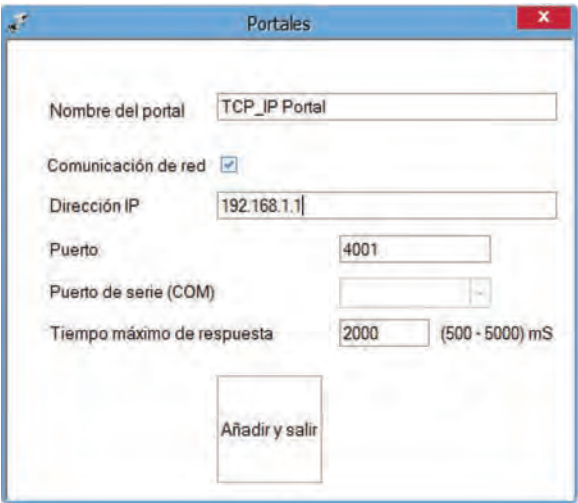 Portales
Nombre del portal TCP_IP Portal
Comunicación de red
Dirección IP 192.168.1.1
Puerto 4001
Puerto de serie (COM)
Tiempo máximo de respuesta 2000 (500 - 5000) mS
Añadir y salir